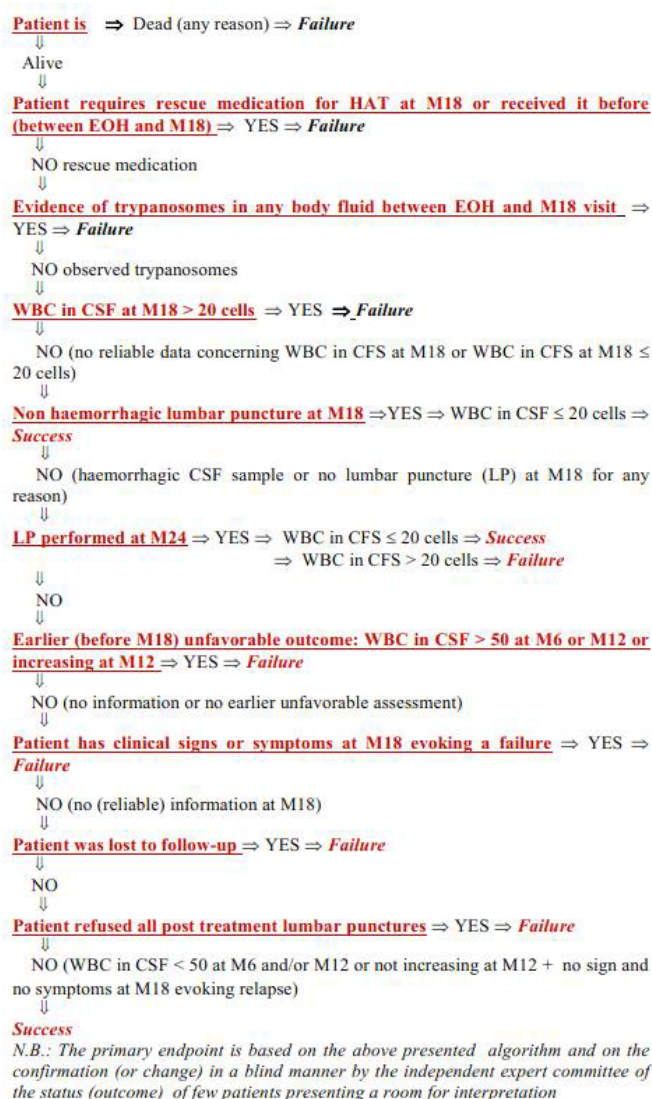 Patient is ⇒ Dead (any reason) ⇒ Failure
⇓
Alive
⇓
Patient requires rescue medication for HAT at M18 or received it before
(between EOH and M18) ⇒ YES ⇒ Failure
⇓
NO rescue medication
⇓
Evidence of trypanosomes in any body fluid between EOH and M18 visit ⇒
YES ⇒ Failure
⇓
NO observed trypanosomes
⇓
WBC in CSF at M18 > 20 cells ⇒ YES ⇒ Failure
⇓
NO (no reliable data concerning WBC in CFS at M18 or WBC in CFS at M18 ≤
20 cells)
⇓
Non haemorrhagic lumbar puncture at M18 ⇒YES ⇒ WBC in CSF ≤ 20 cells ⇒
Success
⇓
NO (haemorrhagic CSF sample or no lumbar puncture (LP) at M18 for any
reason)
⇓
LP performed at M24 ⇒ YES ⇒ WBC in CFS ≤ 20 cells ⇒ Success
⇒ WBC in CFS > 20 cells ⇒ Failure
⇓
NO
⇓
Earlier (before M18) unfavorable outcome: WBC in CSF > 50 at M6 or M12 or
increasing at M12 ⇒ YES ⇒ Failure
⇓
NO (no information or no earlier unfavorable assessment)
⇓
Patient has clinical signs or symptoms at M18 evoking a failure ⇒ YES ⇒
Failure
⇓
NO (no (reliable) information at M18)
⇓
Patient was lost to follow-up ⇒ YES ⇒ Failure
⇓
NO
⇓
Patient refused all post treatment lumbar punctures ⇒ YES ⇒ Failure
⇓
NO (WBC in CSF < 50 at M6 and/or M12 or not increasing at M12 + no sign and
no symptoms at M18 evoking relapse)
⇓
Success
N.B.: The primary endpoint is based on the above presented algorithm and on the
confirmation (or change) in a blind manner by the independent expert committee of
the status (outcome) of few patients presenting a room for interpretation